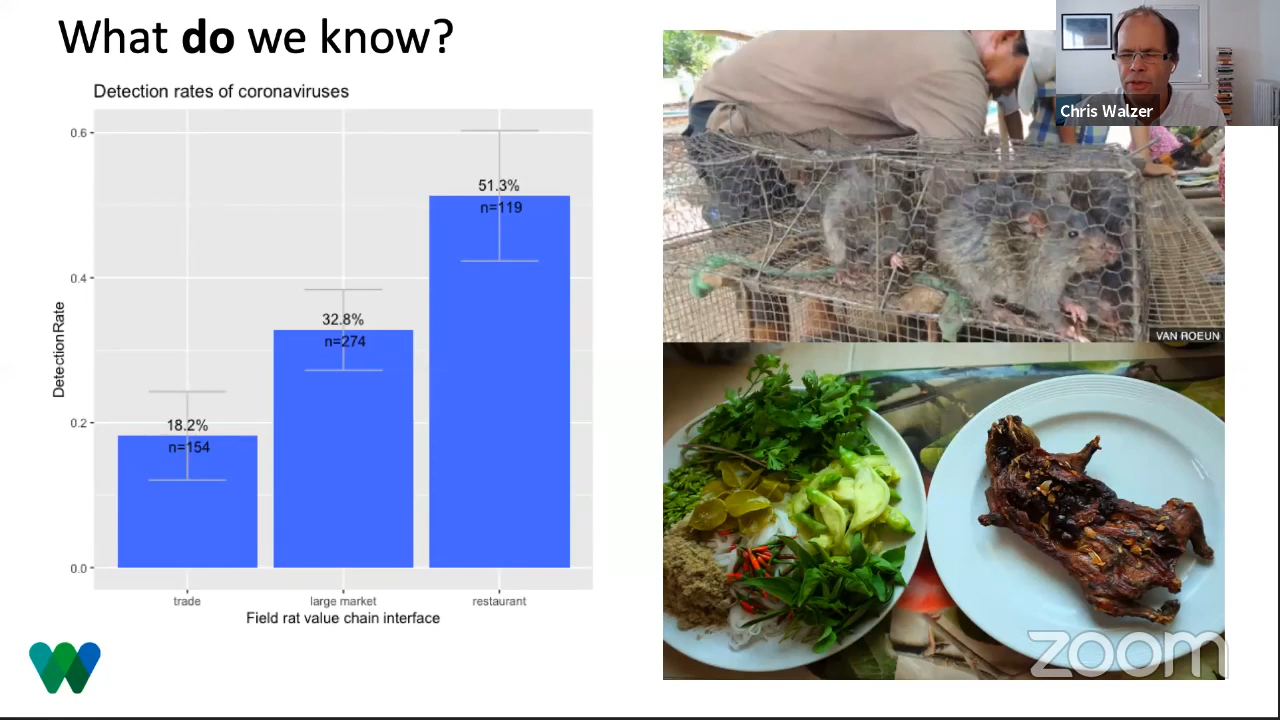 What do we know?
Chris Walzer
Detection rates of coronaviruses
0.6
0.4
0.2
0.0
DetectionRate
51.3%
n=119
32.8%
n=274
18.2%
n=154
trade
large market
restaurant
Field rat value chain interface
VAN ROEUN
zoom